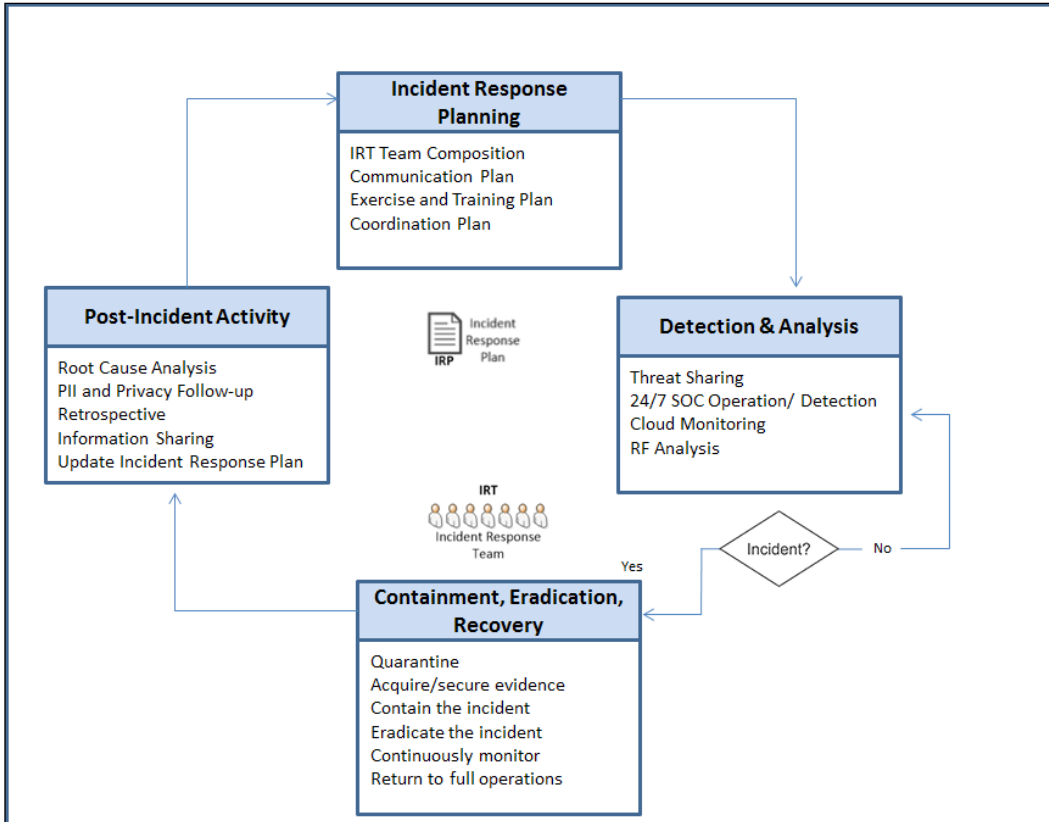 Incident Response
Planning
IRT Team Composition
Communication Plan
Exercise and Training Plan
Coordination Plan
Post-Incident Activity
Root Cause Analysis
PII and Privacy Follow-up
Retrospective
Information Sharing
Update Incident Response Plan
Incident
Response
Plan
IRP
Detection & Analysis
Threat Sharing
24/7 SOC Operation/ Detection
Cloud Monitoring
RF Analysis
IRT
Incident Response
Team
Incident?
No
Yes
Containment, Eradication,
Recovery
Quarantine
Acquire/secure evidence
Contain the incident
Eradicate the incident
Continuously monitor
Return to full operations